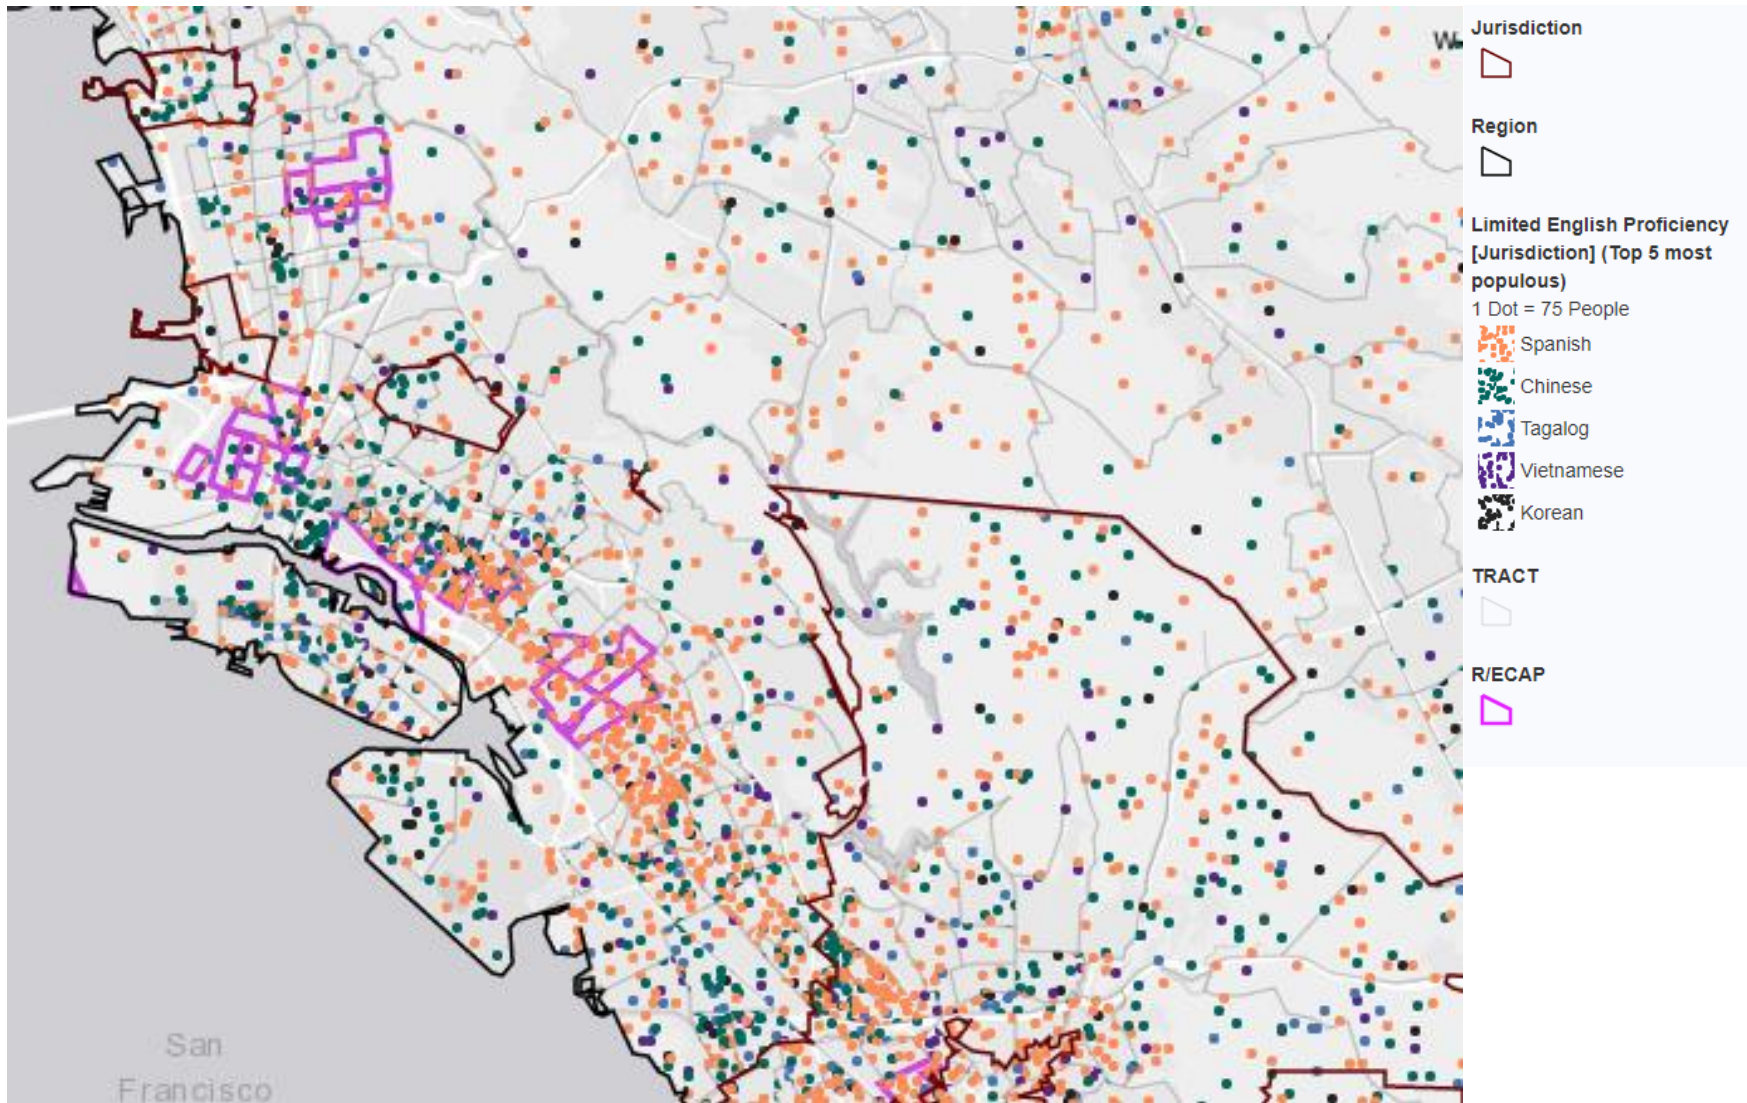 San
Francisco
Jurisdiction
Region
Limited English Proficiency
[Jurisdiction] (Top 5 most
populous)
1 Dot = 75 People
Spanish
Chinese
Tagalog
Vietnamese
Korean
TRACT
R/ECAP